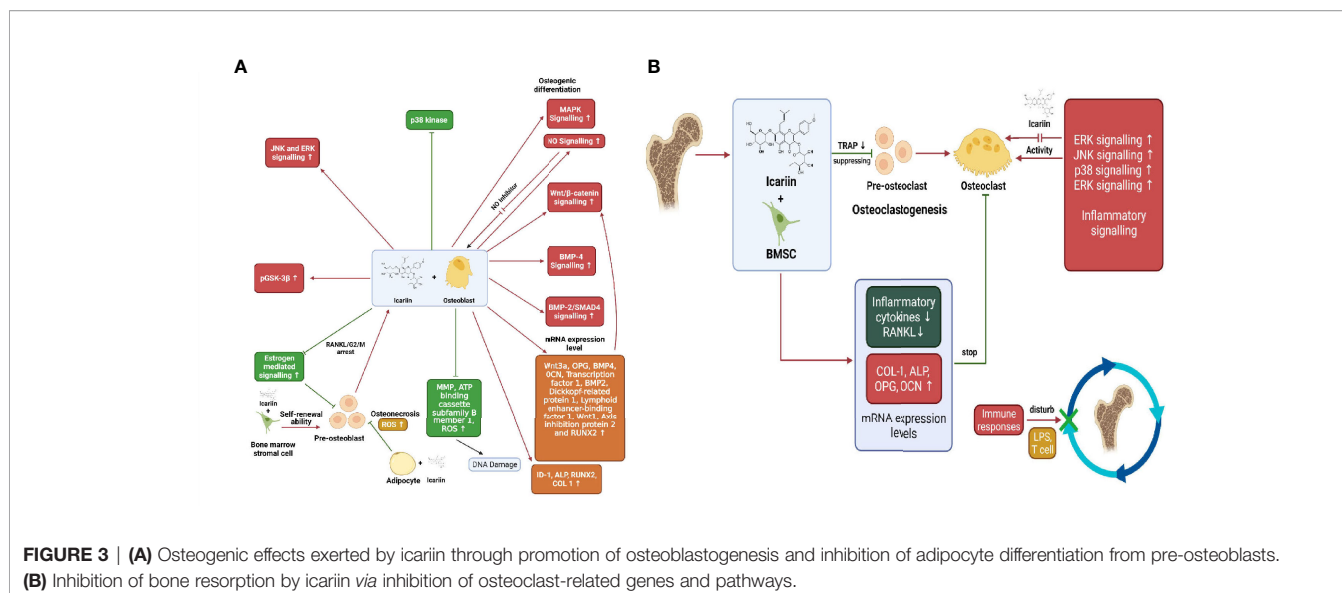 A
Osteogenic
differentiation
MAPK
Signalling ↑
NO Signalling ↑
p38 kinase
JNK and ERK
signalling ↑
NO Inhibitor
Wnt/β-catenin
signalling ↑
BMP-4
Signalling ↑
pGSK-3β ↑
Icariin
+
Osteoblast
BMP-2/SMAD4
signalling ↑
mRNA expression
level
RANKL/G2/M
arrest
Estrogen
mediated
signalling ↑
Wnt3a, OPG, BMP4,
OCN, Transcription
factor 1, BMP2,
Dickkopf-related
protein 1, Lymphoid
enhancer-binding
factor 1, Wnt1, Axis
inhibition protein 2
and RUNX2 ↑
MMP, ATP
binding
cassette
subfamily B
member 1,
ROS ↑
Icariin
+
Self-renewal
ability
Bone marrow
stromal cell
Pre-osteoblast
Osteonecrosis
ROS ↑
Adipocyte
+
Icariin
DNA Damage
ID-1, ALP, RUNX2,
COL 1 ↑
B
Icariin
+
BMSC
TRAP ↓
suppressing
Pre-osteoclast
Osteoclast
Osteoclastogenesis
Icariin
Activity
ERK signalling ↑
JNK signalling ↑
p38 signalling ↑
ERK signalling ↑
Inflammatory
signalling
Inflammatory
cytokines ↓
RANKL↓
COL-1, ALP,
OPG, OCN ↑
mRNA expression
levels
stop
Immune
responses
disturb
LPS,
T cell
FIGURE 3 | (A) Osteogenic effects exerted by icariin through promotion of osteoblastogenesis and inhibition of adipocyte differentiation from pre-osteoblasts.
(B) Inhibition of bone resorption by icariin via inhibition of osteoclast-related genes and pathways.